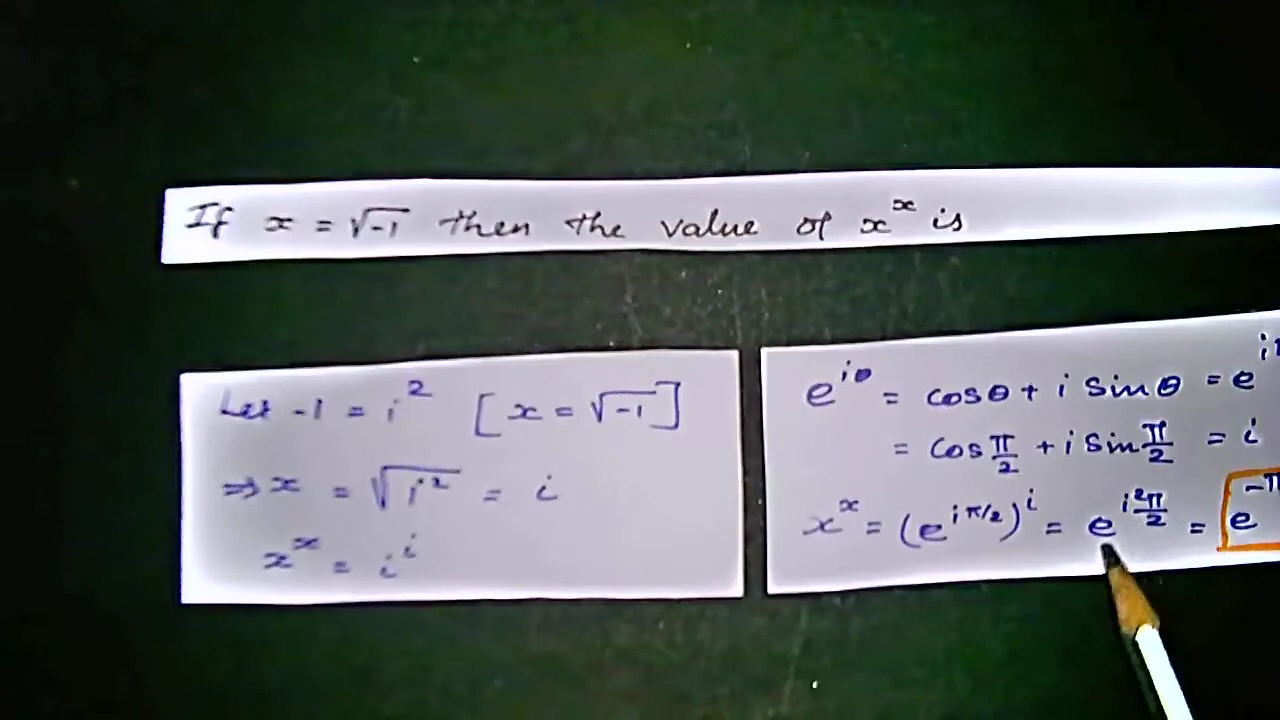 If x = √-1 then the value of x^x is
Let -1 = i² [x = √-1]
⇒ x = √i² = i
x^x = i^i
e^iθ = cosθ + i Sinθ = e^i
= Cos π/2 + i Sin π/2 = i
x^x = (e^iπ/2)^i = e^i²π/2 = e^-π